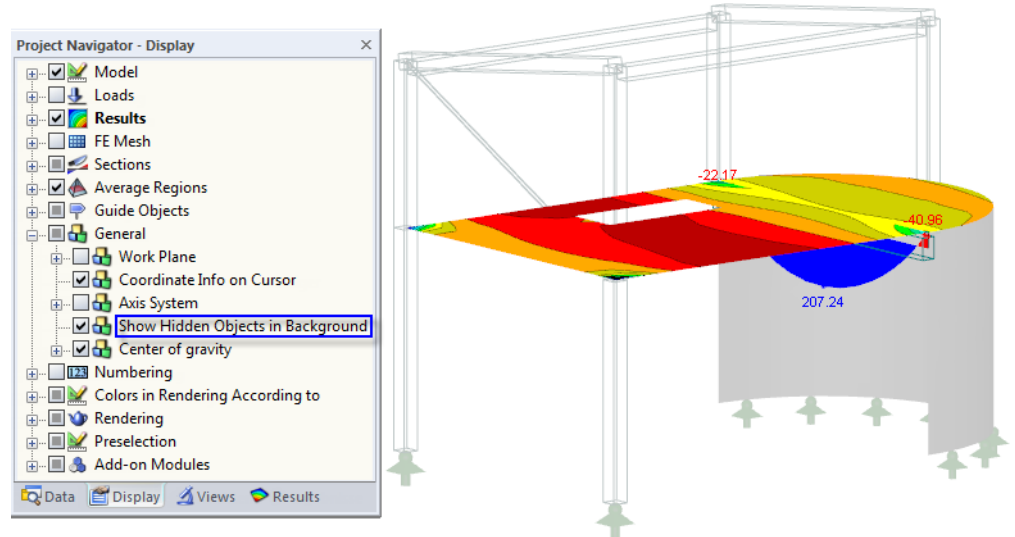 Project Navigator - Display
Model
Loads
Results
FE Mesh
Sections
Average Regions
Guide Objects
General
Work Plane
Coordinate Info on Cursor
Axis System
Show Hidden Objects in Background
Center of gravity
123 Numbering
Colors in Rendering According to
Rendering
Preselection
Add-on Modules
Data Display Views Results
-22.17
-40.96
207.24